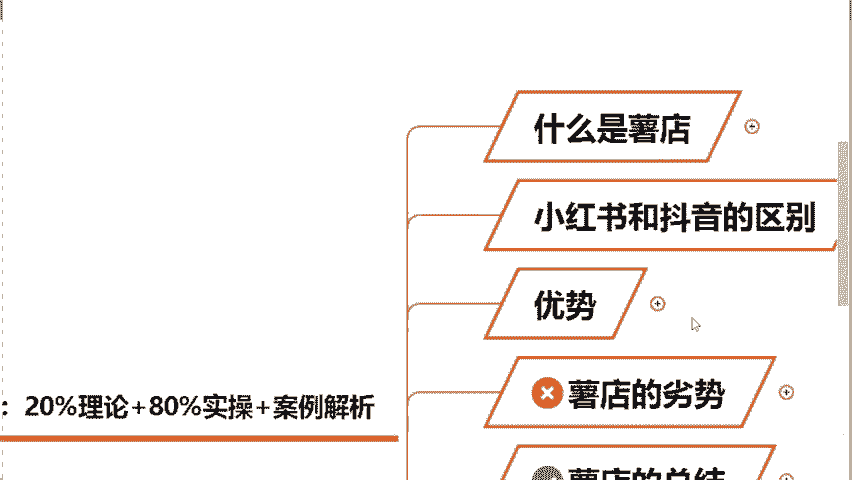 什么是薯店
小红书和抖音的区别
优势
薯店的劣势
：20%理论+80%实操+案例解析
薯店的总结